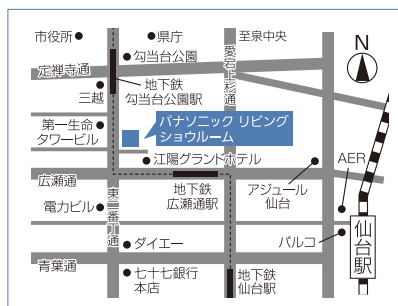 市役所
県庁
至泉中央
N
勾当台公園
定禅寺通
愛宕上杉通
地下鉄
勾当台公園駅
三越
第一生命
タワービル
パナソニック リビング
ショウルーム
江陽グランドホテル
AER
広瀬通
地下鉄
広瀬通駅
アジュール
仙台
電力ビル
東二番丁通
ダイエー
パルコ
仙台駅
青葉通
七十七銀行
本店
地下鉄
仙台駅